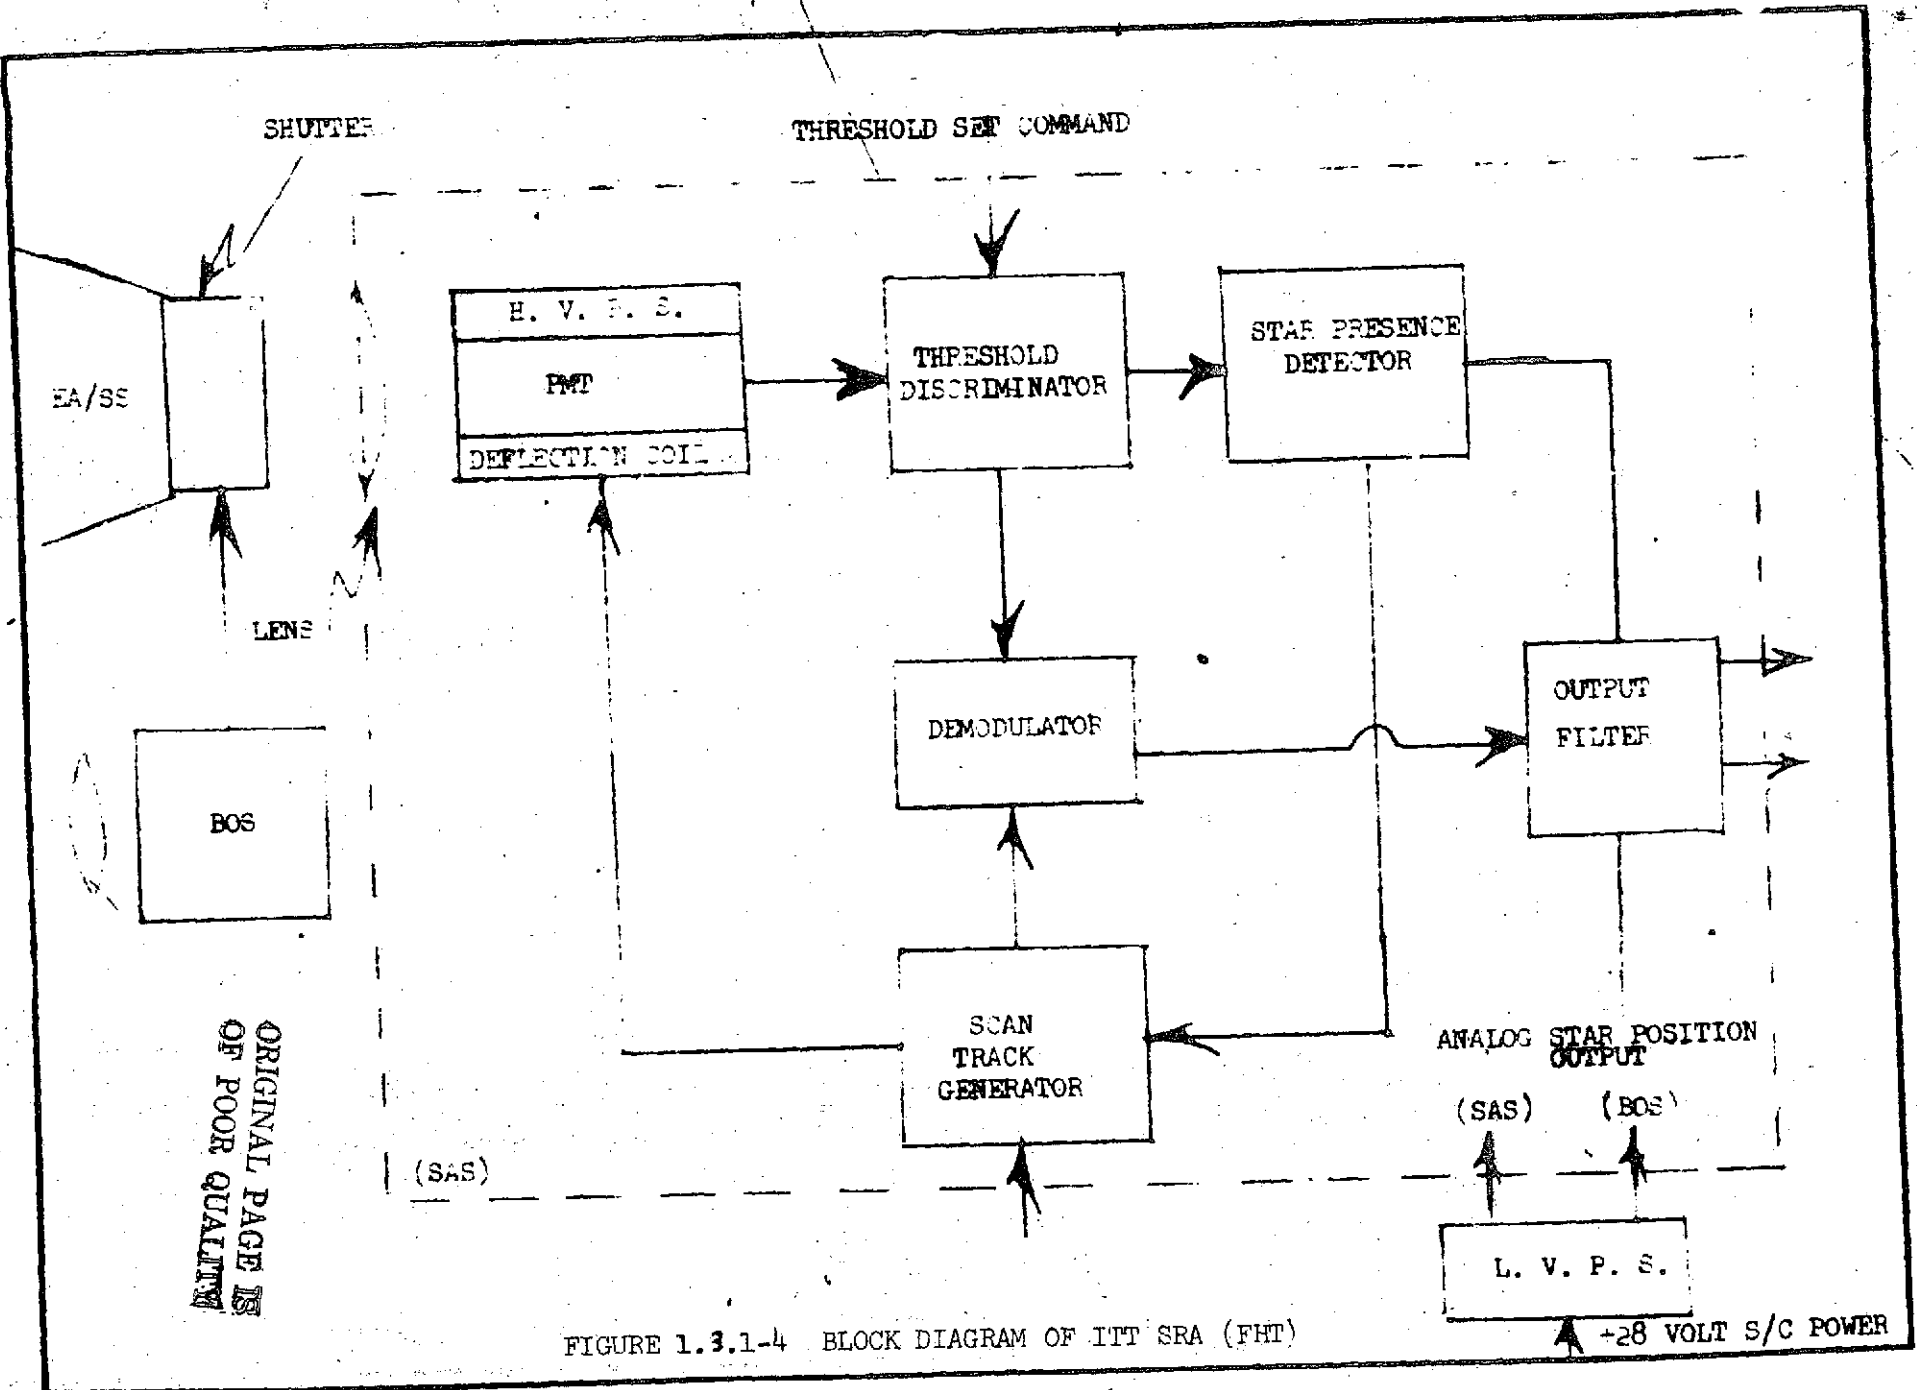 SHUTTER
THRESHOLD SET COMMAND
H. V. P. S.
PMT
DEFLECTION COIL
THRESHOLD
DISCRIMINATOR
STAR PRESENCE
DETECTOR
EA/SS
LENS
DEMODULATOR
OUTPUT
FILTER
BOS
SCAN
TRACK
GENERATOR
ANALOG STAR POSITION
OUTPUT
(SAS) (BOS)
(SAS)
L. V. P. S.
+28 VOLT S/C POWER
ORIGINAL PAGE IS
OF POOR QUALITY
FIGURE 1.3.1-4 BLOCK DIAGRAM OF ITT SRA (FHT)